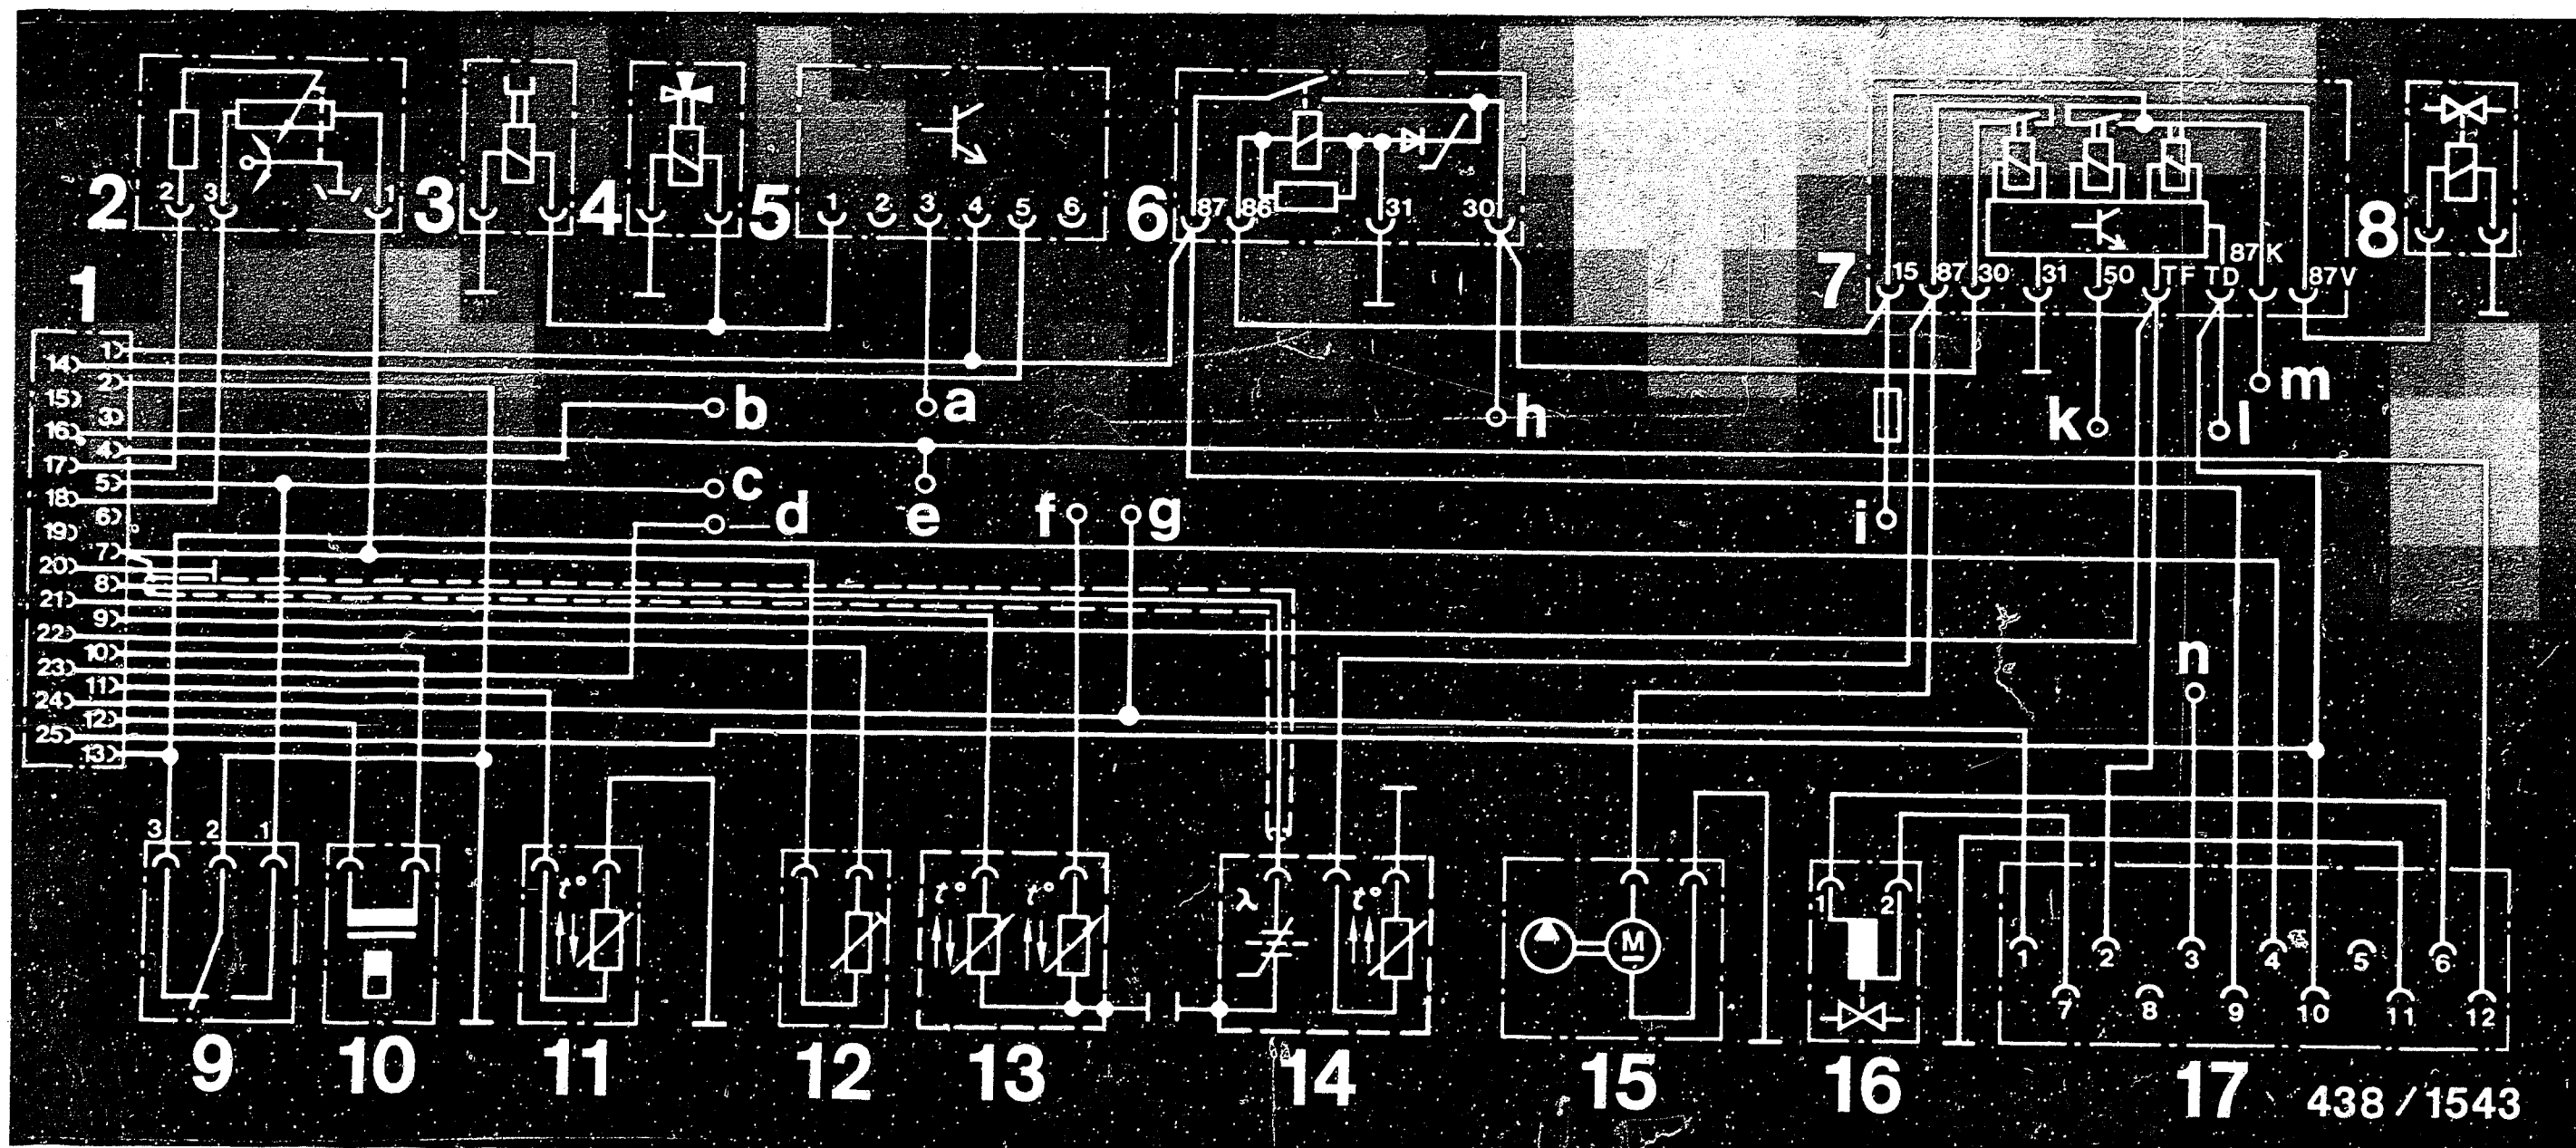 2 3 1
2
3
4
1 2 3 4 5 6
5
87 86 31 30
6
15 87 30 31 50 TF TD 87K 87V
7
8
1
1
14
2
15
3
16
4
17
5
18
6
19
7
20
8
21
9
22
10
23
11
24
12
25
13
b a h k l m
c
d e f g i
n
3 2 1
t°
t° t°
λ t°
M
1 2
1 2 3 4 5 6
7 8 9 10 11 12
9 10 11 12 13 14 15 16 17
438/1543